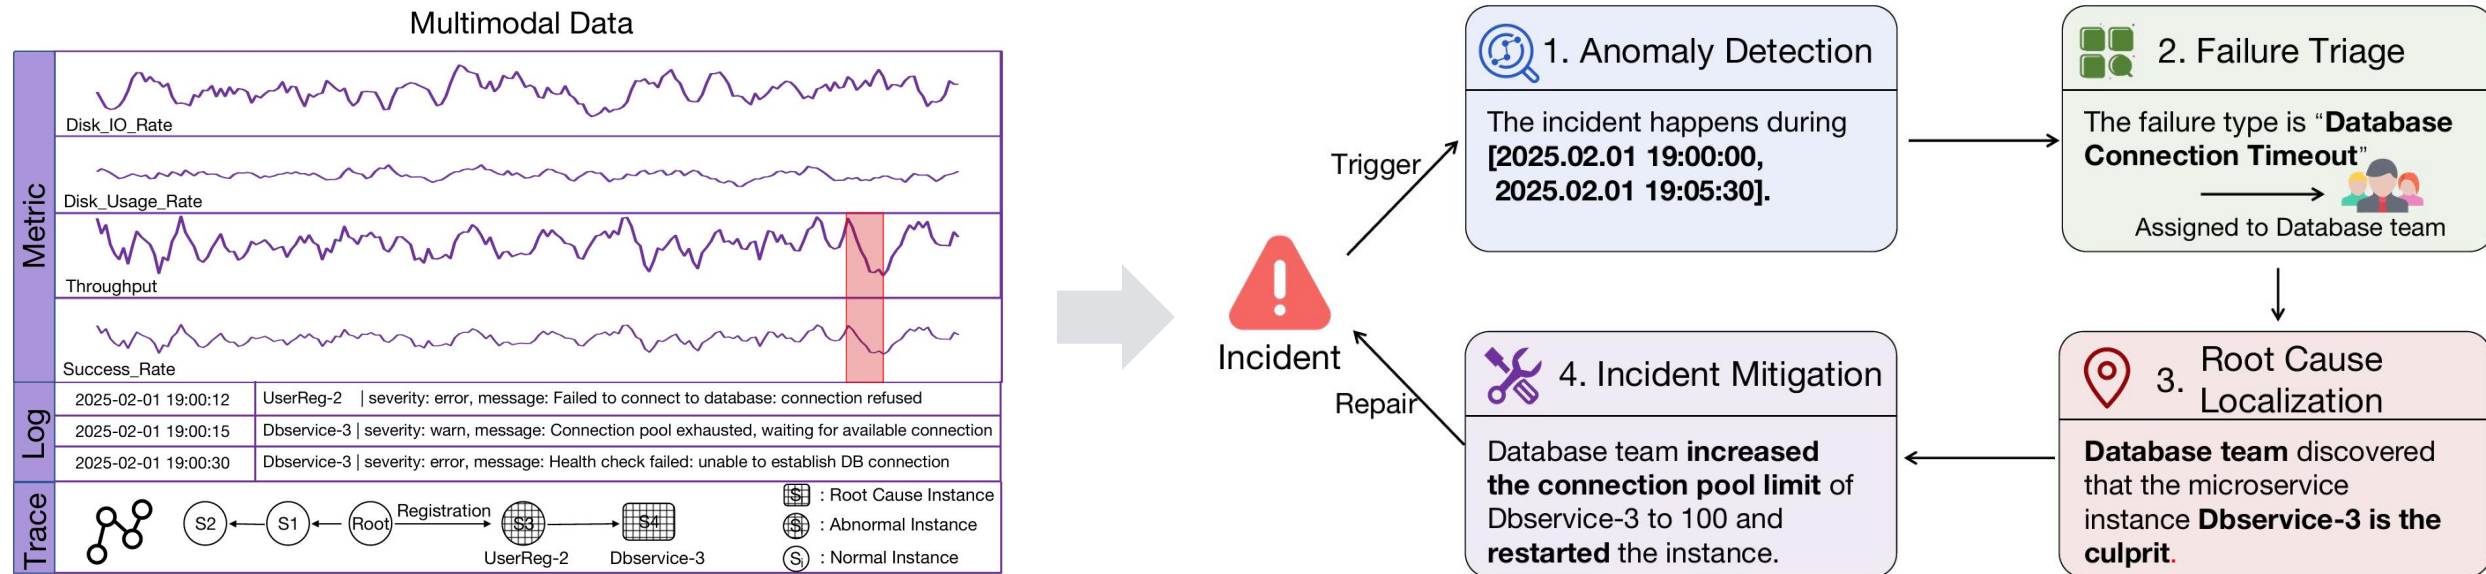 Multimodal Data
Metric
Disk_IO_Rate
Disk_Usage_Rate
Throughput
Success_Rate
Log
2025-02-01 19:00:12 UserReg-2 | severity: error, message: Failed to connect to database: connection refused
2025-02-01 19:00:15 Dbservice-3 | severity: warn, message: Connection pool exhausted, waiting for available connection
2025-02-01 19:00:30 Dbservice-3 | severity: error, message: Health check failed: unable to establish DB connection
Trace
S2
S1
Root
Registration
S3
S4
UserReg-2
Dbservice-3
S : Root Cause Instance
S : Abnormal Instance
Si : Normal Instance
Incident
Trigger
Repair
1. Anomaly Detection
The incident happens during
[2025.02.01 19:00:00,
2025.02.01 19:05:30].
2. Failure Triage
The failure type is “Database
Connection Timeout”
Assigned to Database team
3. Root Cause
Localization
Database team discovered
that the microservice
instance Dbservice-3 is the
culprit.
4. Incident Mitigation
Database team increased
the connection pool limit of
Dbservice-3 to 100 and
restarted the instance.